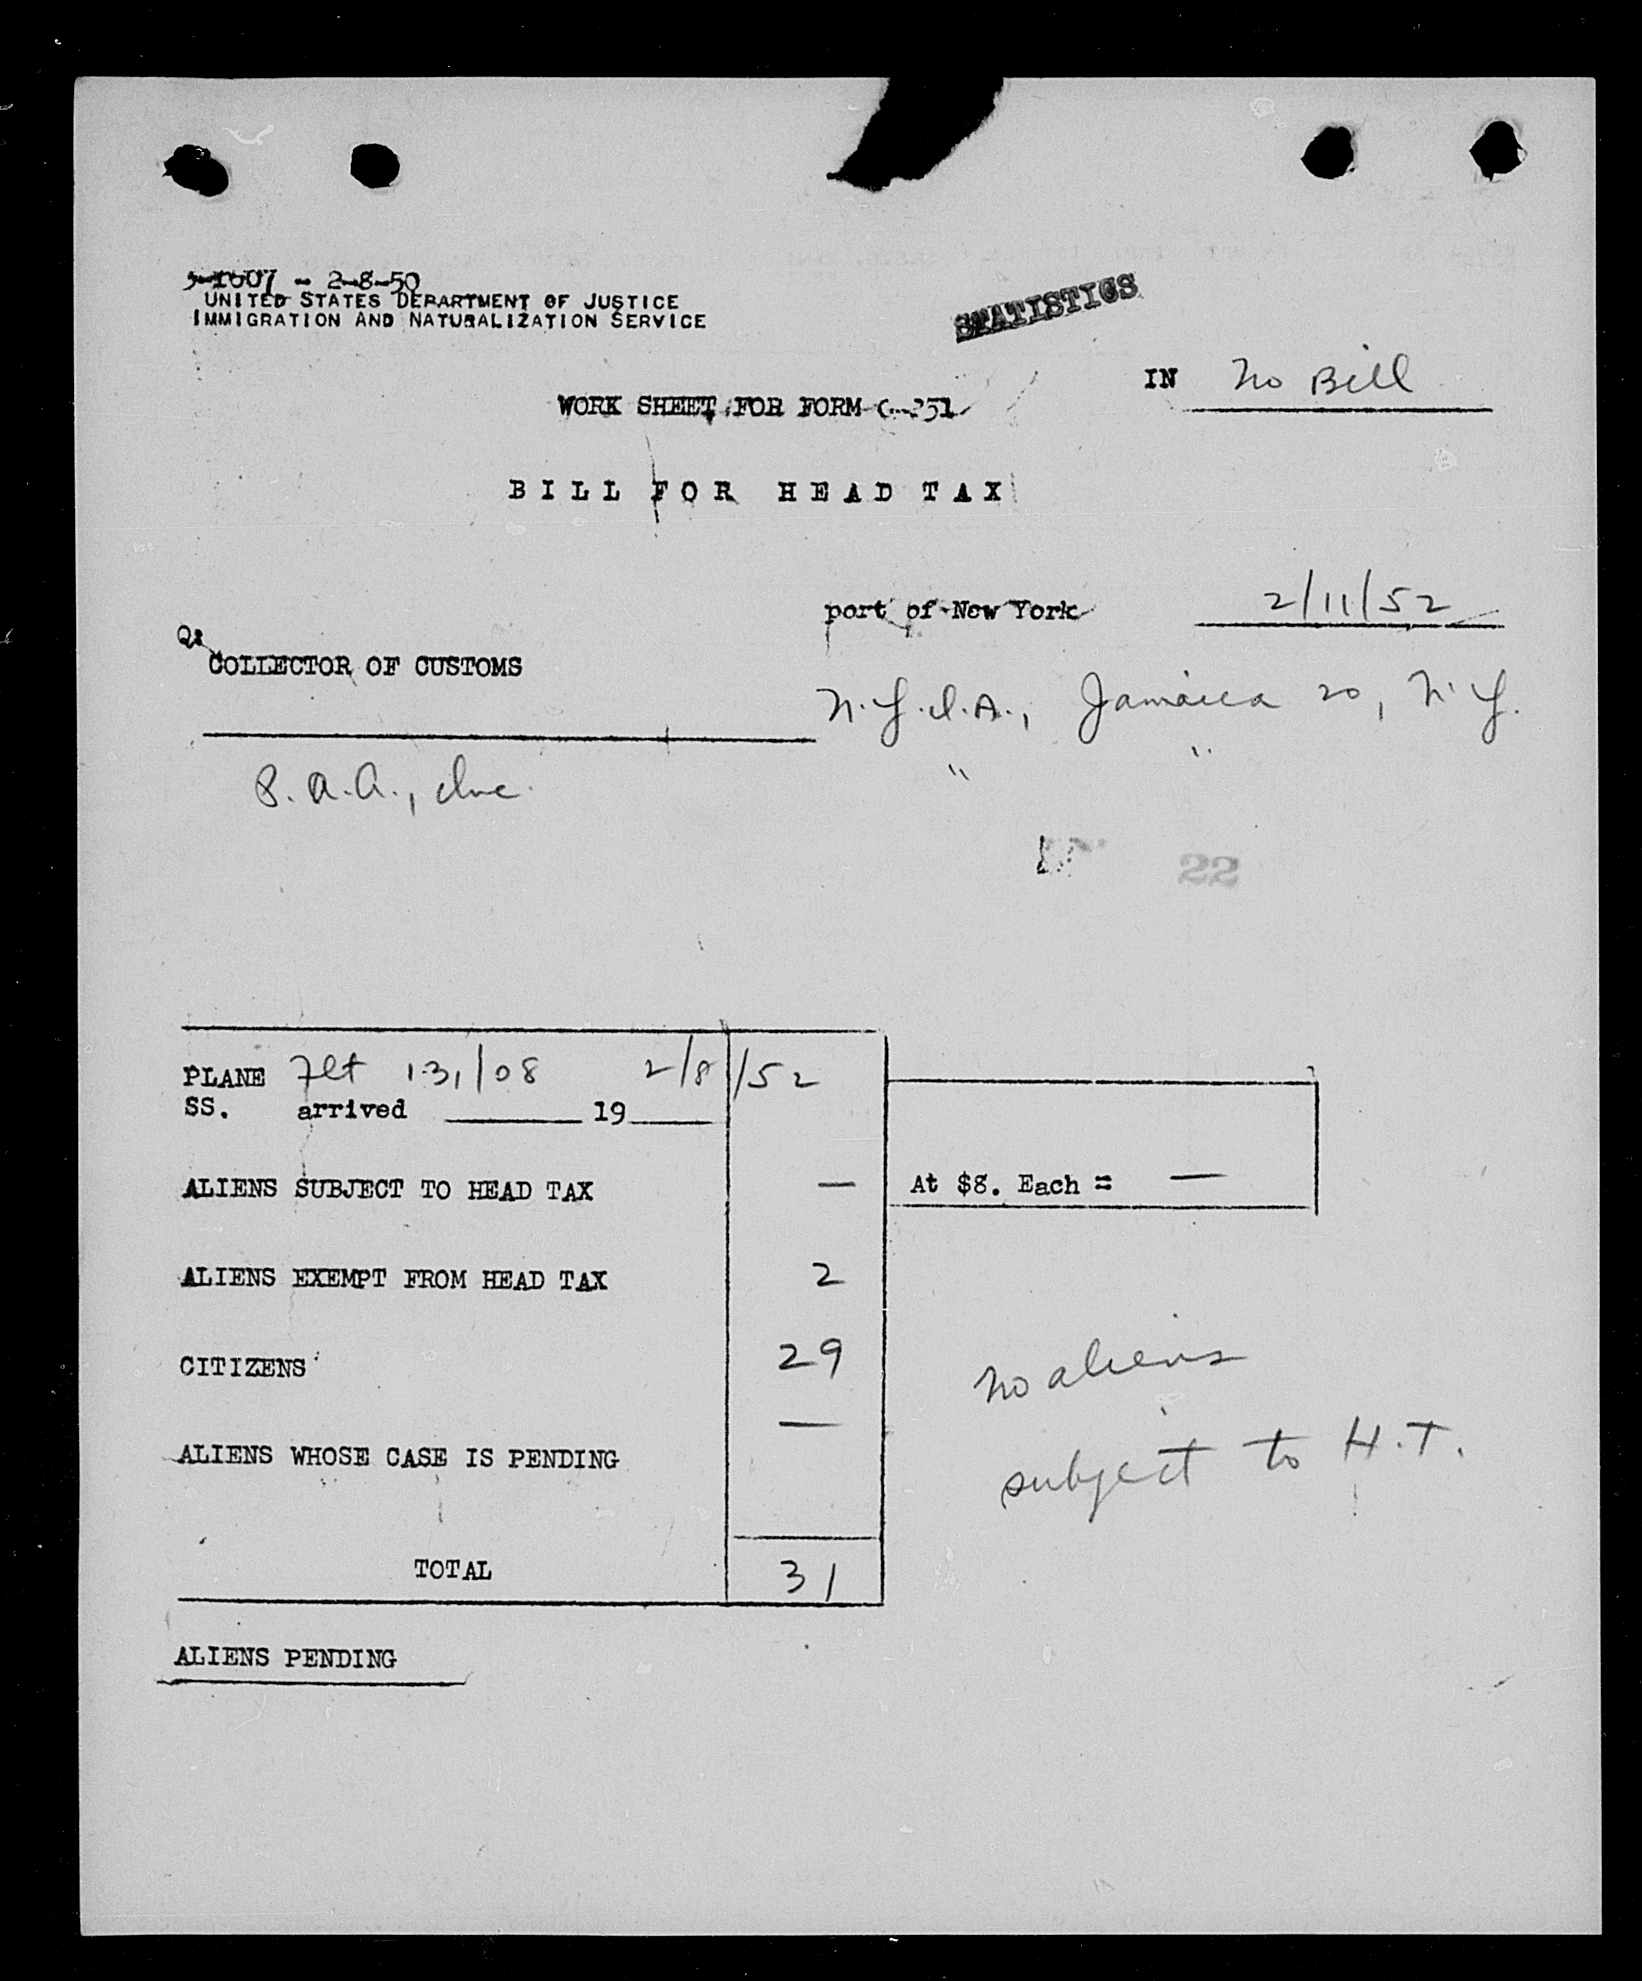 3-1607 - 2-8-50
UNITED STATES DEPARTMENT OF JUSTICE
IMMIGRATION AND NATURALIZATION SERVICE
STATISTICS
IN No Bill
WORK SHEET FOR FORM C-251
BILL FOR HEAD TAX
port of New York 2/11/52
COLLECTOR OF CUSTOMS
N.Y.I.A., Jamaica 20, N.Y.
P.A.A., Inc. " "
22
PLANE Flt 131/08 2/8/52
SS. arrived 19
ALIENS SUBJECT TO HEAD TAX — At $8. Each = —
ALIENS EXEMPT FROM HEAD TAX 2
CITIZENS 29
No aliens
ALIENS WHOSE CASE IS PENDING —
subject to H.T.
TOTAL 31
ALIENS PENDING